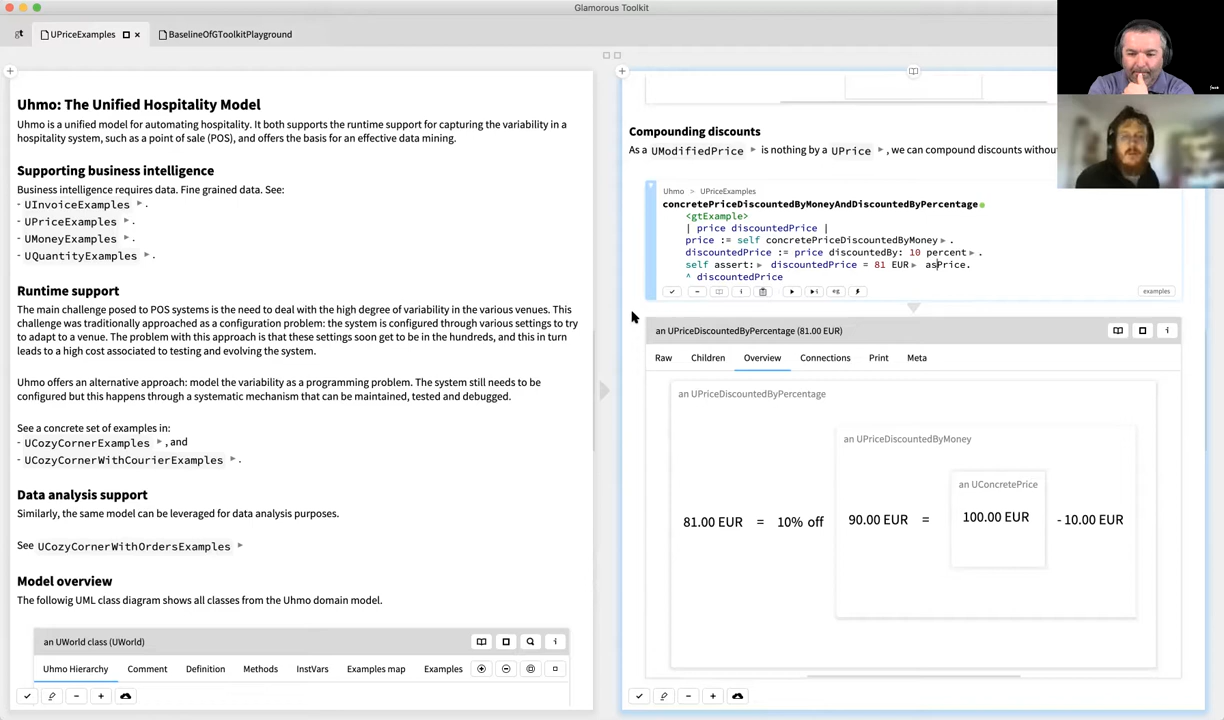 Glamorous Toolkit
UPriceExamples
BaselineOfGToolkitPlayground
Uhmo: The Unified Hospitality Model
Uhmo is a unified model for automating hospitality. It both supports the runtime support for capturing the variability in a
hospitality system, such as a point of sale (POS), and offers the basis for an effective data mining.
Supporting business intelligence
Business intelligence requires data. Fine grained data. See:
- UInvoiceExamples .
- UPriceExamples .
- UMoneyExamples .
- UQuantityExamples .
Runtime support
The main challenge posed to POS systems is the need to deal with the high degree of variability in the various venues. This
challenge was traditionally approached as a configuration problem: the system is configured through various settings to try
to adapt to a venue. The problem with this approach is that these settings soon get to be in the hundreds, and this in turn
leads to a high cost associated to testing and evolving the system.
Uhmo offers an alternative approach: model the variability as a programming problem. The system still needs to be
configured but this happens through a systematic mechanism that can be maintained, tested and debugged.
See a concrete set of examples in:
- UCozyCornerExamples , and
- UCozyCornerWithCourierExamples .
Data analysis support
Similarly, the same model can be leveraged for data analysis purposes.
See UCozyCornerWithOrdersExamples
Model overview
The followig UML class diagram shows all classes from the Uhmo domain model.
an UWorld class (UWorld)
Uhmo Hierarchy Comment Definition Methods InstVars Examples map Examples
Compounding discounts
As a UModifiedPrice is nothing by a UPrice , we can compound discounts withou
Uhmo > UPriceExamples
concretePriceDiscountedByMoneyAndDiscountedByPercentage
<gtExample>
| price discountedPrice |
price := self concretePriceDiscountedByMoney .
discountedPrice := price discountedBy: 10 percent .
self assert: discountedPrice = 81 EUR asPrice.
^ discountedPrice
examples
an UPriceDiscountedByPercentage (81.00 EUR)
Raw Children Overview Connections Print Meta
an UPriceDiscountedByPercentage
an UPriceDiscountedByMoney
an UConcretePrice
81.00 EUR = 10% off 90.00 EUR = 100.00 EUR - 10.00 EUR